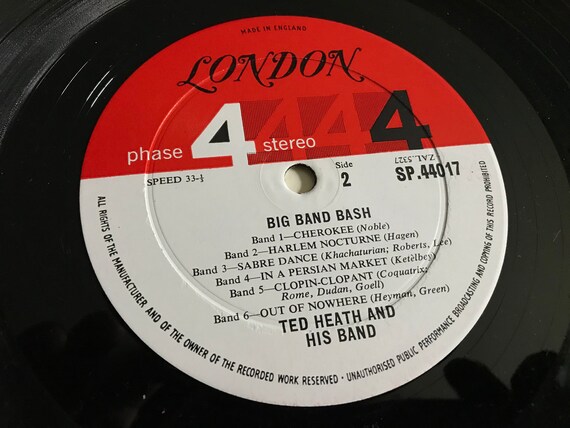 MADE IN ENGLAND
LONDON
phase 4 stereo
444
SPEED 33-⅓
Side
2
ZAL.5327
SP.44017
BIG BAND BASH
Band 1—CHEROKEE (Noble)
Band 2—HARLEM NOCTURNE (Hagen)
Band 3—SABRE DANCE (Khachaturian; Roberts, Lee)
Band 4—IN A PERSIAN MARKET (Ketèlbey)
Band 5—CLOPIN-CLOPANT (Coquatrix;
Rome, Dudan, Goell)
Band 6—OUT OF NOWHERE (Heyman, Green)
TED HEATH AND
HIS BAND
ALL RIGHTS OF THE MANUFACTURER AND OF THE OWNER OF THE RECORDED WORK RESERVED · UNAUTHORISED PUBLIC PERFORMANCE BROADCASTING AND COPYING OF THIS RECORD PROHIBITED